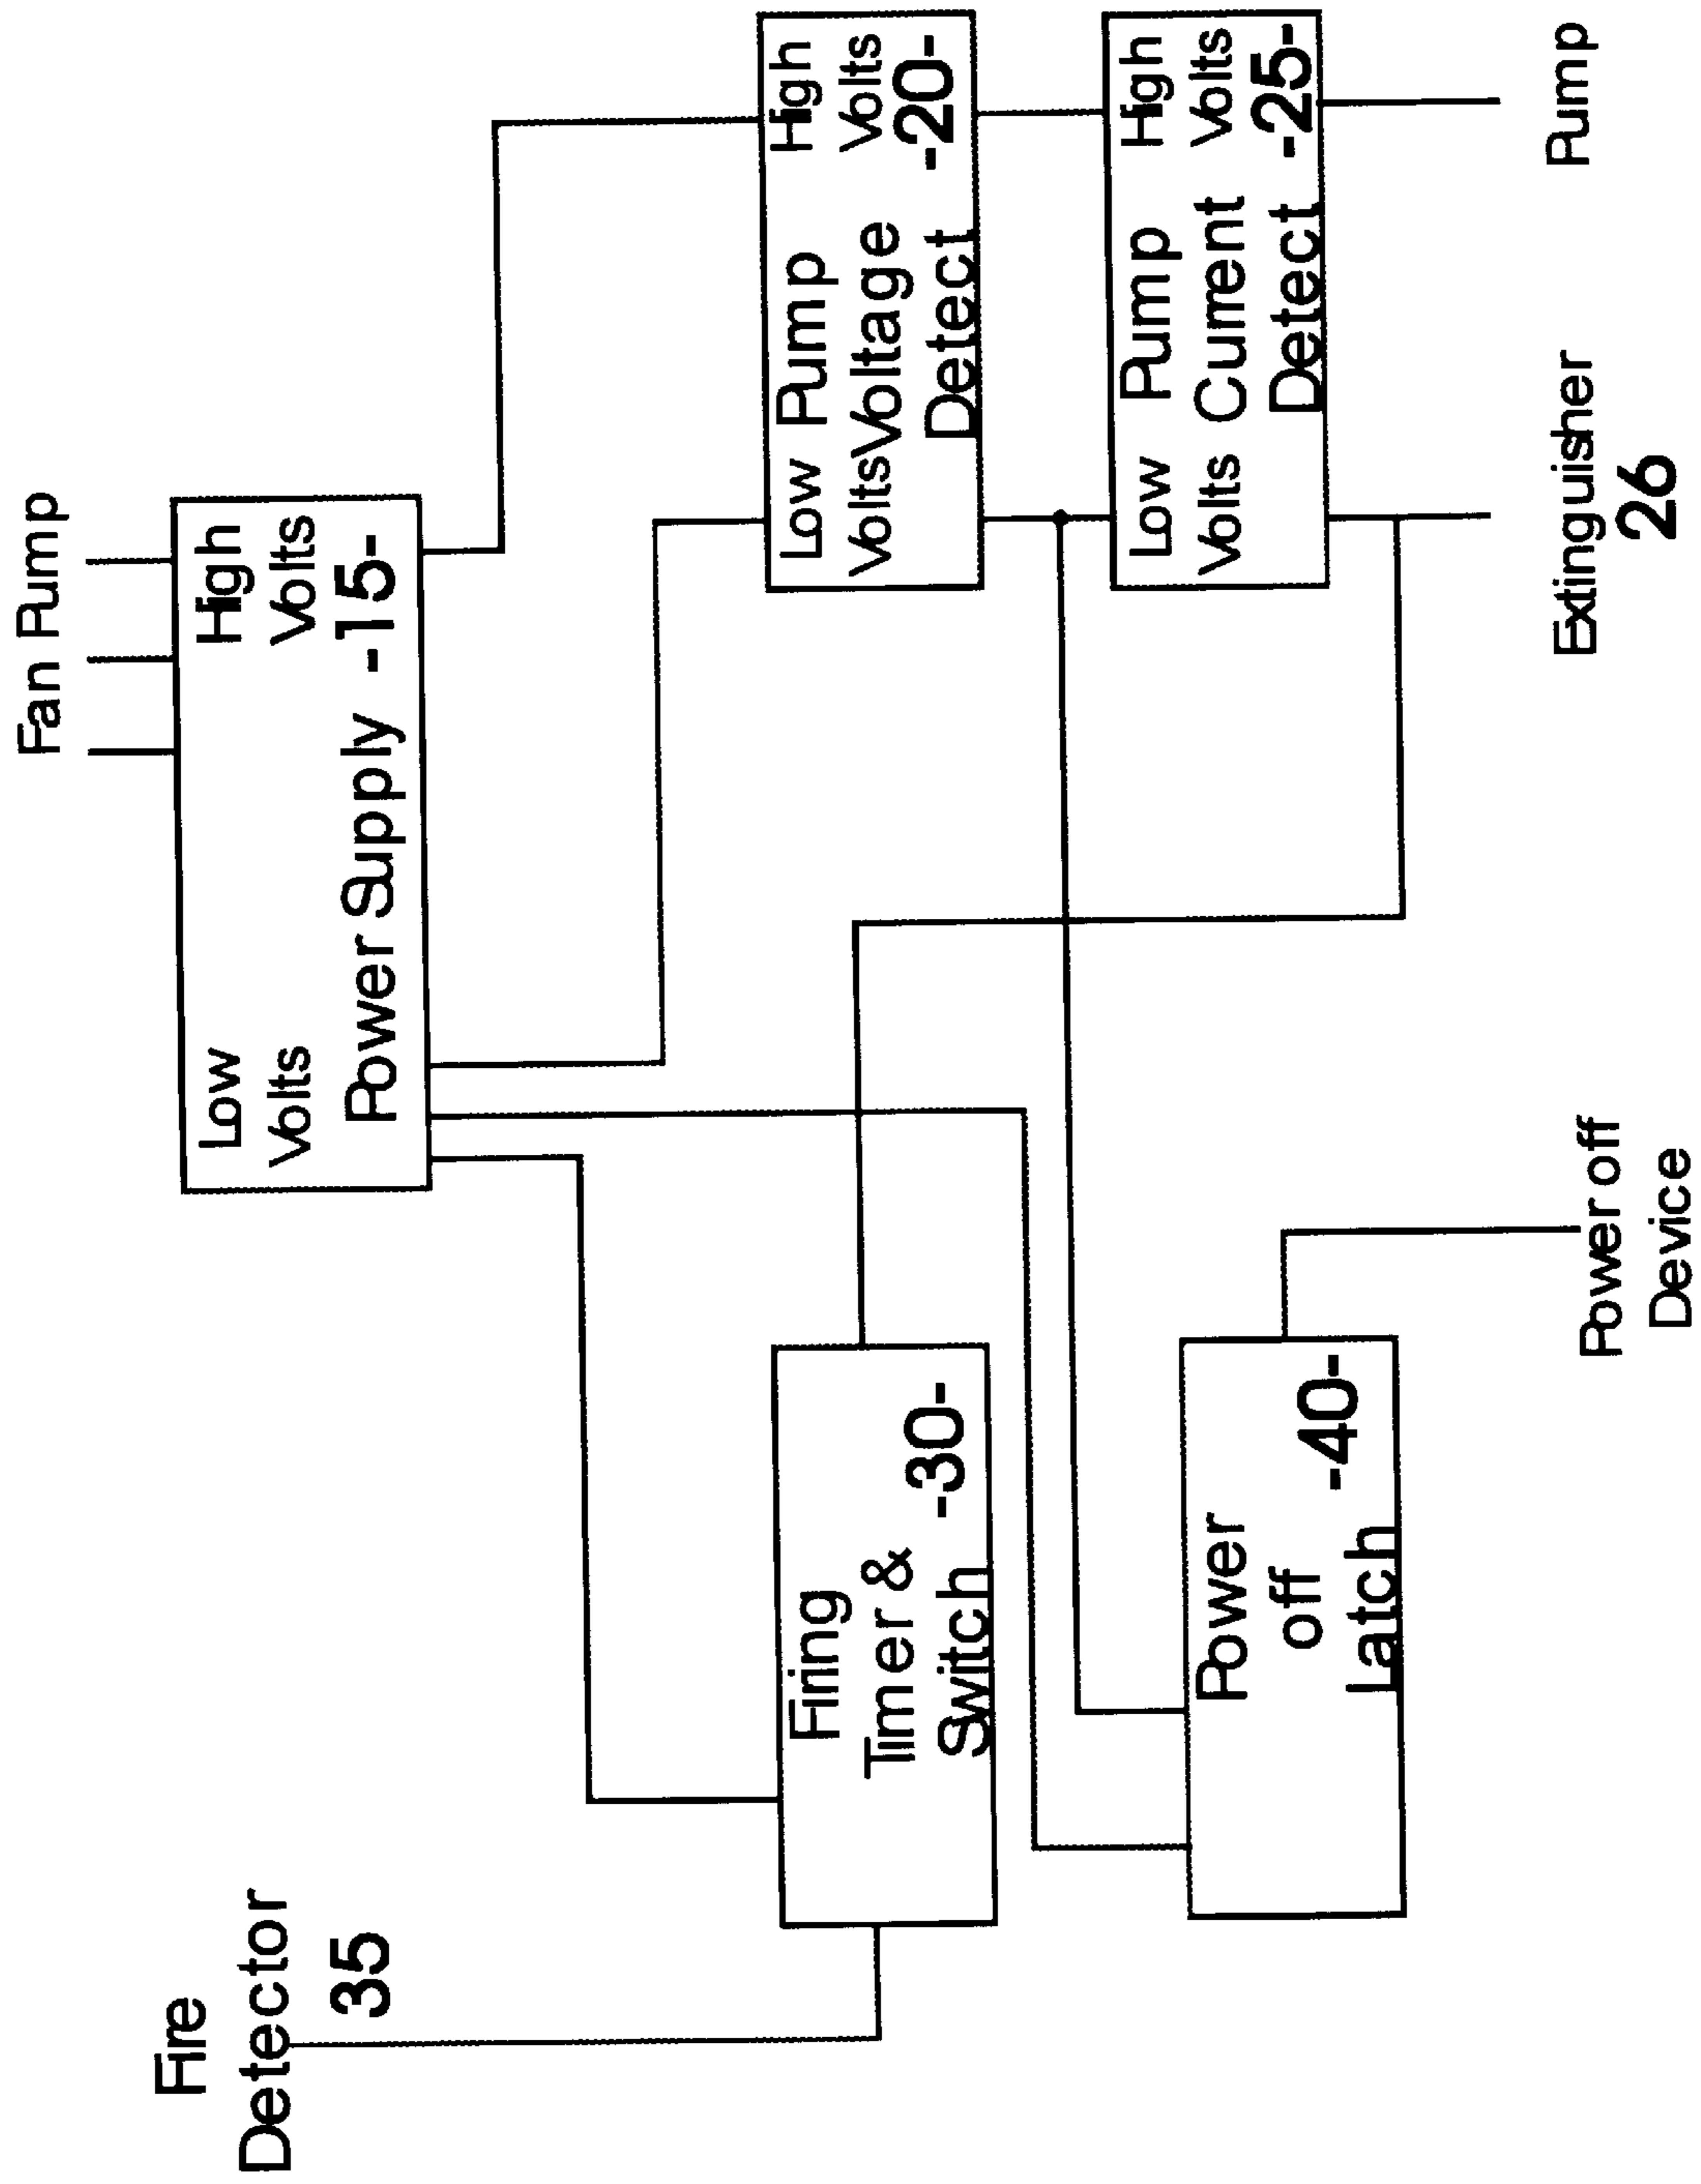 Fan Pump
Low
Volts
High
Volts
Power Supply -15-
Fire
Detector
35
Low
Volts
Pump
Voltage
Detect
High
Volts
-20-
Firing
Timer &
Switch
-30-
Low
Volts
Pump
Current
Detect
High
Volts
-25-
Power
off
Latch
-40-
Power off
Device
Extinguisher
26
Pump